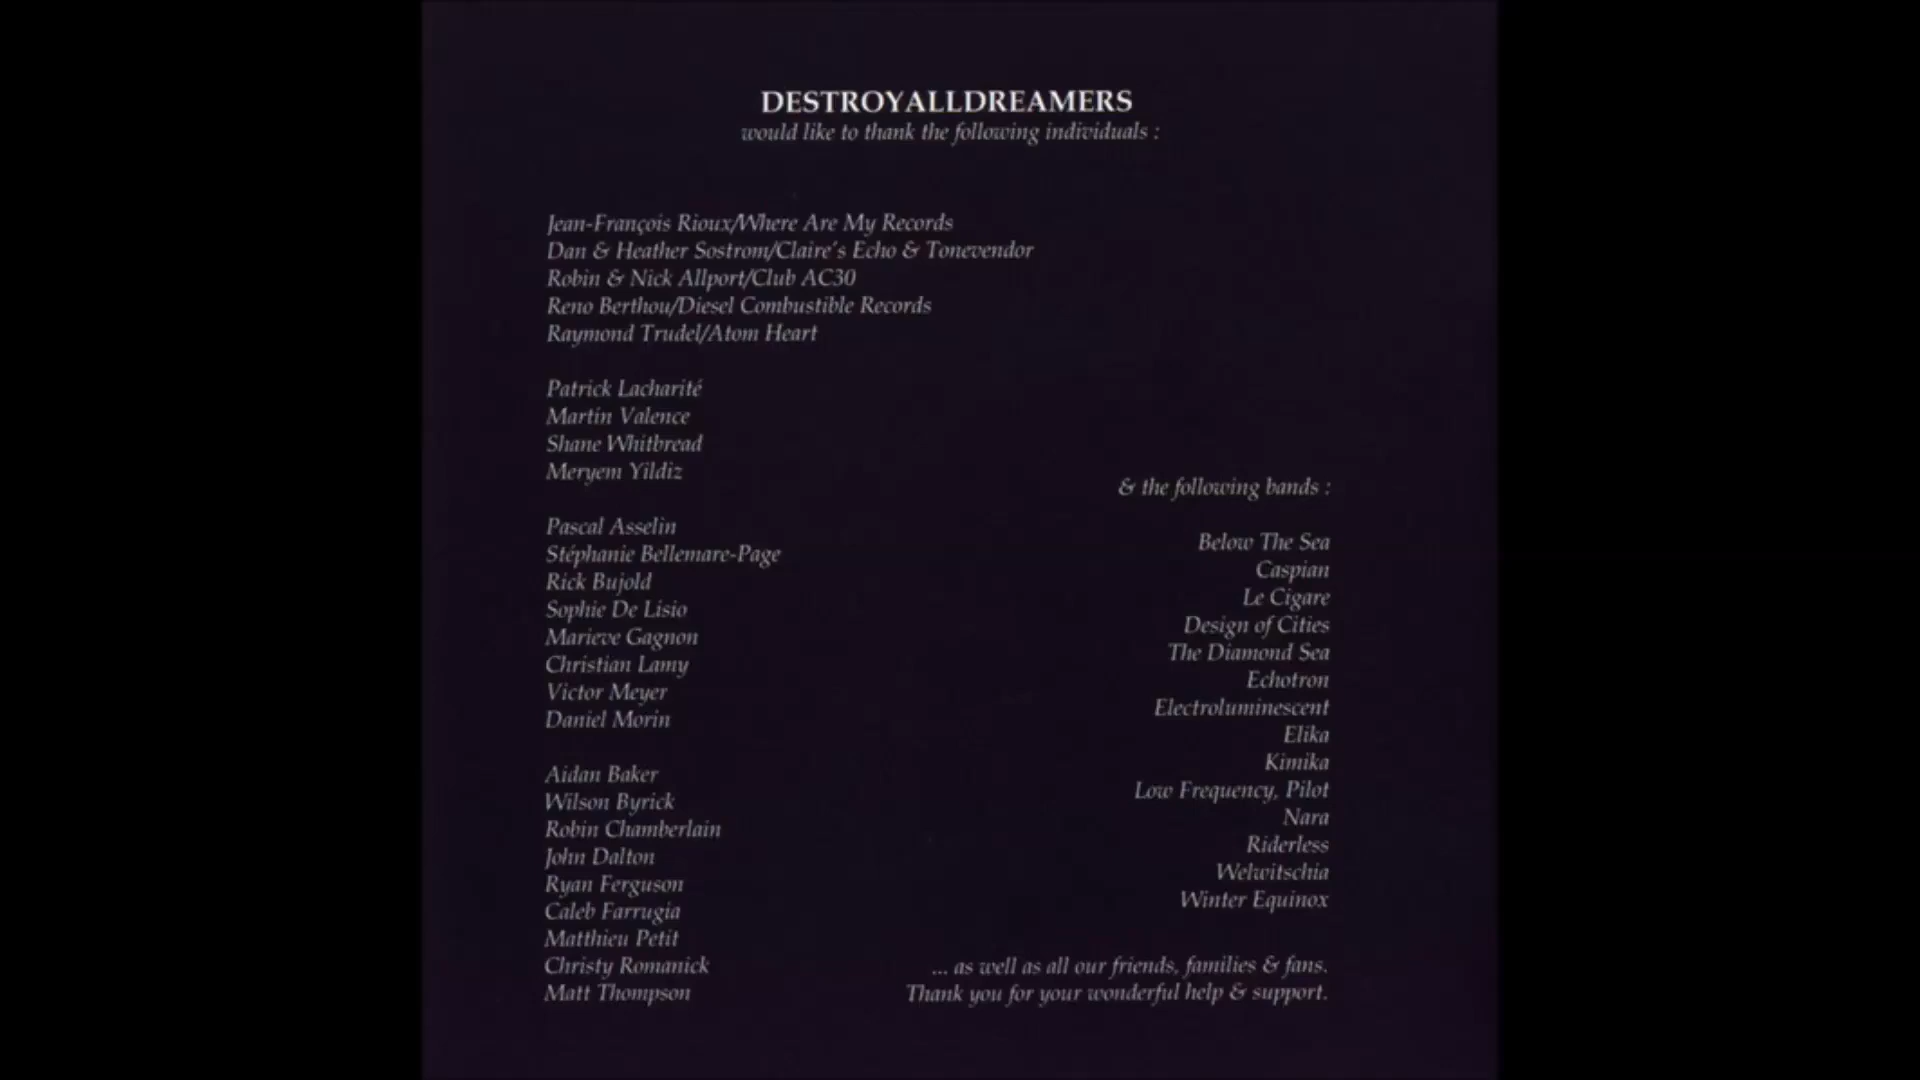 DESTROYALLDREAMERS
would like to thank the following individuals :
Jean-François Rioux/Where Are My Records
Dan & Heather Sostrom/Claire's Echo & Tonevendor
Robin & Nick Allport/Club AC30
Reno Berthou/Diesel Combustible Records
Raymond Trudel/Atom Heart
Patrick Lacharité
Martin Valence
Shane Whitbread
Meryem Yildiz
Pascal Asselin
Stéphanie Bellemare-Page
Rick Bujold
Sophie De Lisio
Marieve Gagnon
Christian Lamy
Victor Meyer
Daniel Morin
Aidan Baker
Wilson Byrick
Robin Chamberlain
John Dalton
Ryan Ferguson
Caleb Farrugia
Matthieu Petit
Christy Romanick
Matt Thompson
& the following bands :
Below The Sea
Caspian
Le Cigare
Design of Cities
The Diamond Sea
Echotron
Electroluminescent
Elika
Kimika
Low Frequency, Pilot
Nara
Riderless
Welwitschia
Winter Equinox
... as well as all our friends, families & fans.
Thank you for your wonderful help & support.